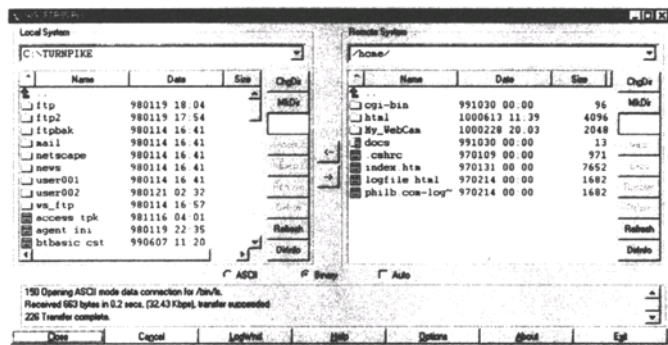 Local System
C:\TURNPIKE
Name Date Size
..
ftp 980119 18:04
ftp2 980119 17:54
ftpbak 980114 16:41
mail 980114 16:41
netscape 980114 16:41
news 980114 16:41
user001 980114 16:41
user002 980121 02:32
ws_ftp 980114 16:57
access tpk 981116 04:01
agent ini 980119 22:35
btbasic cst 990607 11 20
ChgDir
MkDir
Refresh
DirInfo
Remote System
/home/
Name Date Size
..
cgi-bin 991030 00:00 96
html 1000613 11:39 4096
My_WebCam 1000228 20.03 2048
docs 991030 00:00 13
.cshrc 970109 00:00 971
index htm 970131 00:00 7652
logfile html 970214 00:00 1682
philb.com-log~ 970214 00:00 1682
ChgDir
MkDir
Refresh
DirInfo
<-
->
ASCII Binary Auto
150 Opening ASCII mode data connection for /bin/ls.
Received 663 bytes in 0.2 secs, (32.43 Kbps), transfer succeeded
226 Transfer complete.
Close Cancel LogWnd Help Options About Exit